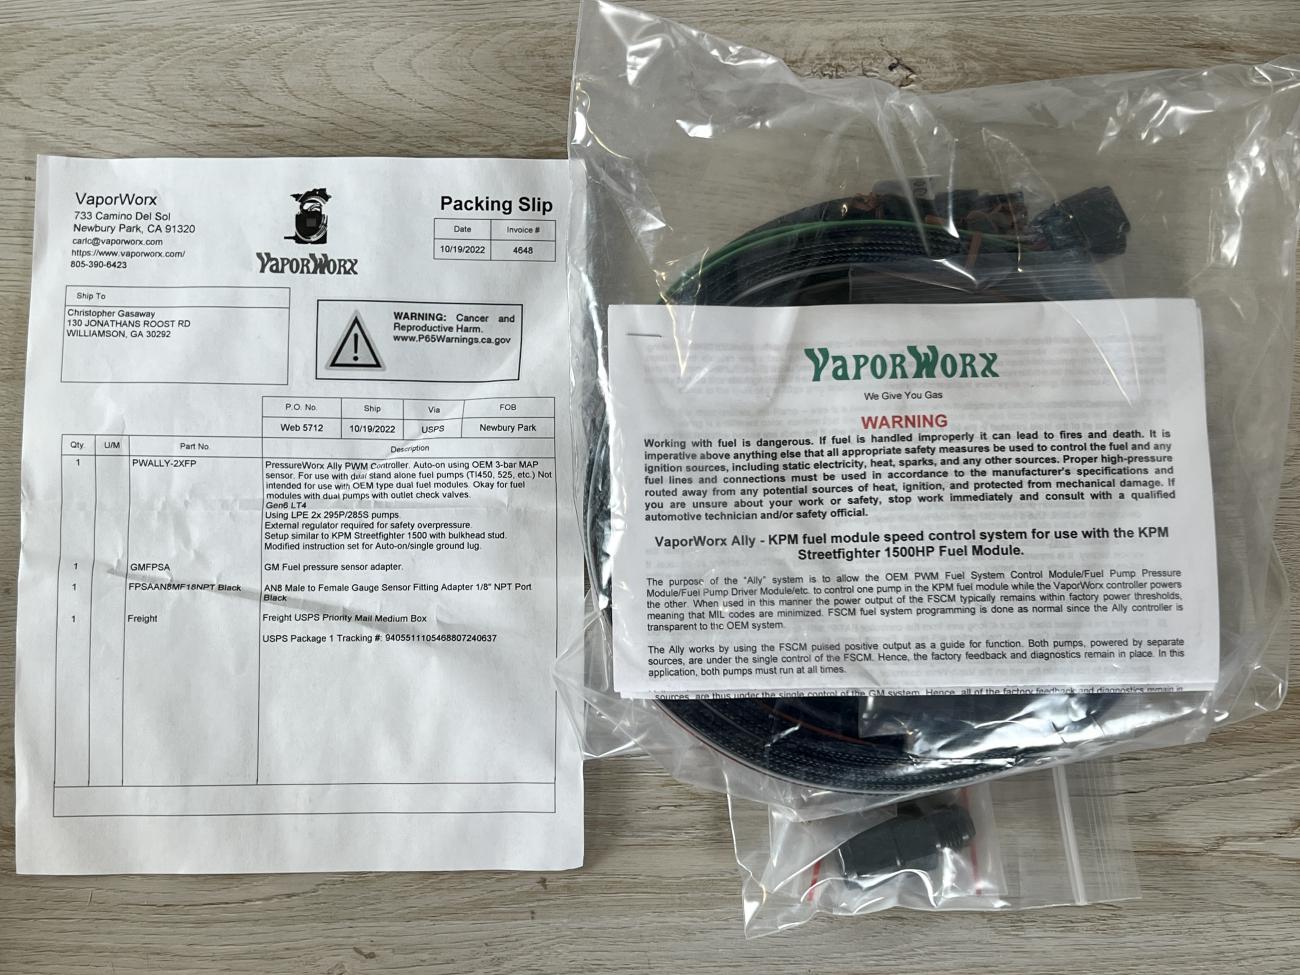 VaporWorx
733 Camino Del Sol
Newbury Park, CA 91320
carlc@vaporworx.com
https://www.vaporworx.com/
805-390-6423
VAPORWORX
Packing Slip
Date Invoice #
10/19/2022 4648
Ship To
Christopher Gasaway
130 JONATHANS ROOST RD
WILLIAMSON, GA 30292
WARNING: Cancer and
Reproductive Harm.
www.P65Warnings.ca.gov
P.O. No. Ship Via FOB
Web 5712 10/19/2022 USPS Newbury Park
Qty. U/M Part No. Description
1 PWALLY-2XFP PressureWorx Ally PWM Controller. Auto-on using OEM 3-bar MAP
sensor. For use with dual stand alone fuel pumps (TI450, 525, etc.) Not
intended for use with OEM type dual fuel modules. Okay for fuel
modules with dual pumps with outlet check valves.
Gen6 LT4
Using LPE 2x 295P/285S pumps.
External regulator required for safety overpressure.
Setup similar to KPM Streetfighter 1500 with bulkhead stud.
Modified instruction set for Auto-on/single ground lug.
1 GMFPSA GM Fuel pressure sensor adapter.
1 FPSAAN8MF18NPT Black AN8 Male to Female Gauge Sensor Fitting Adapter 1/8" NPT Port
Black
1 Freight Freight USPS Priority Mail Medium Box
USPS Package 1 Tracking #: 9405511105468807240637
VAPORWORX
We Give You Gas
WARNING
Working with fuel is dangerous. If fuel is handled improperly it can lead to fires and death. It is
imperative above anything else that all appropriate safety measures be used to control the fuel and any
ignition sources, including static electricity, heat, sparks, and any other sources. Proper high-pressure
fuel lines and connections must be used in accordance to the manufacturer's specifications and
routed away from any potential sources of heat, ignition, and protected from mechanical damage. If
you are unsure about your work or safety, stop work immediately and consult with a qualified
automotive technician and/or safety official.
VaporWorx Ally - KPM fuel module speed control system for use with the KPM
Streetfighter 1500HP Fuel Module.
The purpose of the "Ally" system is to allow the OEM PWM Fuel System Control Module/Fuel Pump Pressure
Module/Fuel Pump Driver Module/etc. to control one pump in the KPM fuel module while the VaporWorx controller powers
the other. When used in this manner the power output of the FSCM typically remains within factory power thresholds,
meaning that MIL codes are minimized. FSCM fuel system programming is done as normal since the Ally controller is
transparent to the OEM system.
The Ally works by using the FSCM pulsed positive output as a guide for function. Both pumps, powered by separate
sources, are under the single control of the FSCM. Hence, the factory feedback and diagnostics remain in place. In this
application, both pumps must run at all times.
sources, are thus under the single control of the GM system. Hence, all of the factory feedback and diagnostics remain in